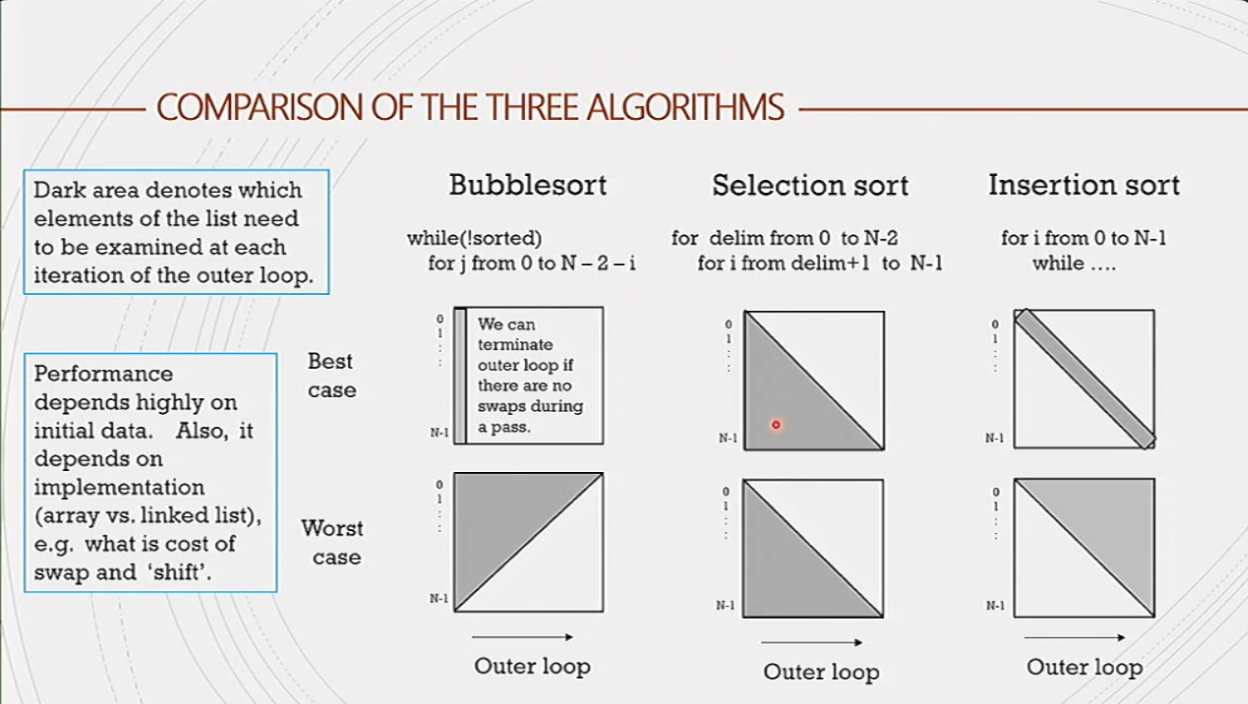 COMPARISON OF THE THREE ALGORITHMS
Dark area denotes which
elements of the list need
to be examined at each
iteration of the outer loop.
Performance
depends highly on
initial data. Also, it
depends on
implementation
(array vs. linked list),
e.g. what is cost of
swap and ‘shift’.
Best
case
Worst
case
Bubblesort
while(!sorted)
for j from 0 to N – 2 – i
0
1
:
:
N-1
We can
terminate
outer loop if
there are no
swaps during
a pass.
0
1
:
:
N-1
Outer loop
Selection sort
for delim from 0 to N-2
for i from delim+1 to N-1
0
1
:
:
N-1
0
1
:
:
N-1
Outer loop
Insertion sort
for i from 0 to N-1
while ....
0
1
:
:
N-1
0
1
:
:
N-1
Outer loop